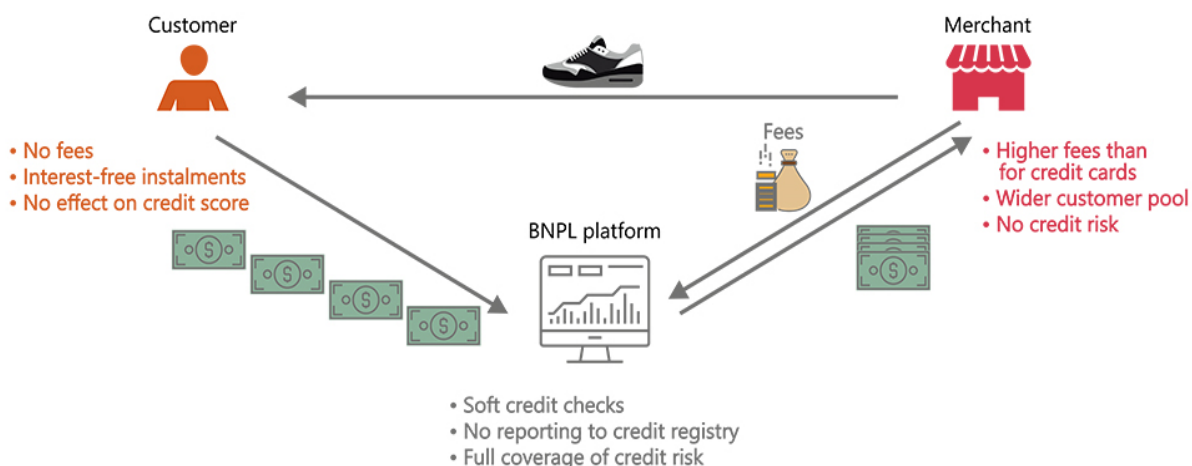 Customer
Merchant
• No fees
• Interest-free instalments
• No effect on credit score
Fees
• Higher fees than
for credit cards
• Wider customer pool
• No credit risk
BNPL platform
• Soft credit checks
• No reporting to credit registry
• Full coverage of credit risk